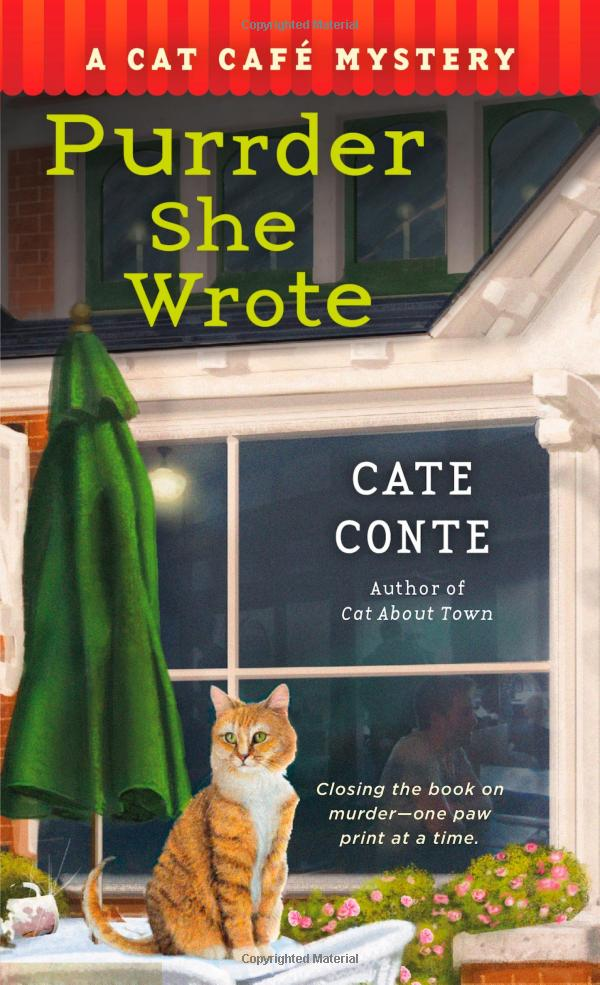 Copyrighted Material
A CAT CAFÉ MYSTERY
Purrder
She
Wrote
CATE
CONTE
Author of
Cat About Town
Closing the book on
murder—one paw
print at a time.
Copyrighted Material